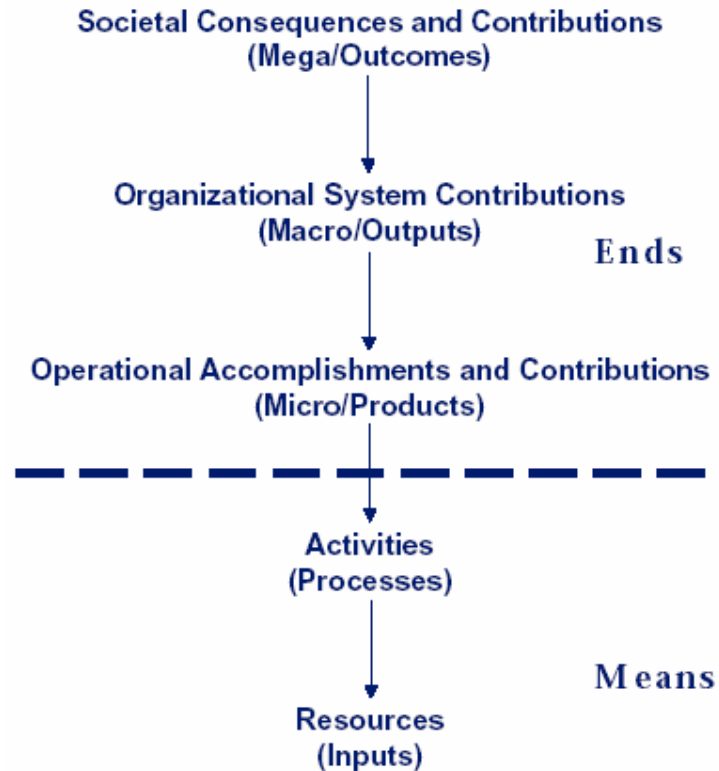 Societal Consequences and Contributions
(Mega/Outcomes)
Organizational System Contributions
(Macro/Outputs)
Ends
Operational Accomplishments and Contributions
(Micro/Products)
Activities
(Processes)
Means
Resources
(Inputs)